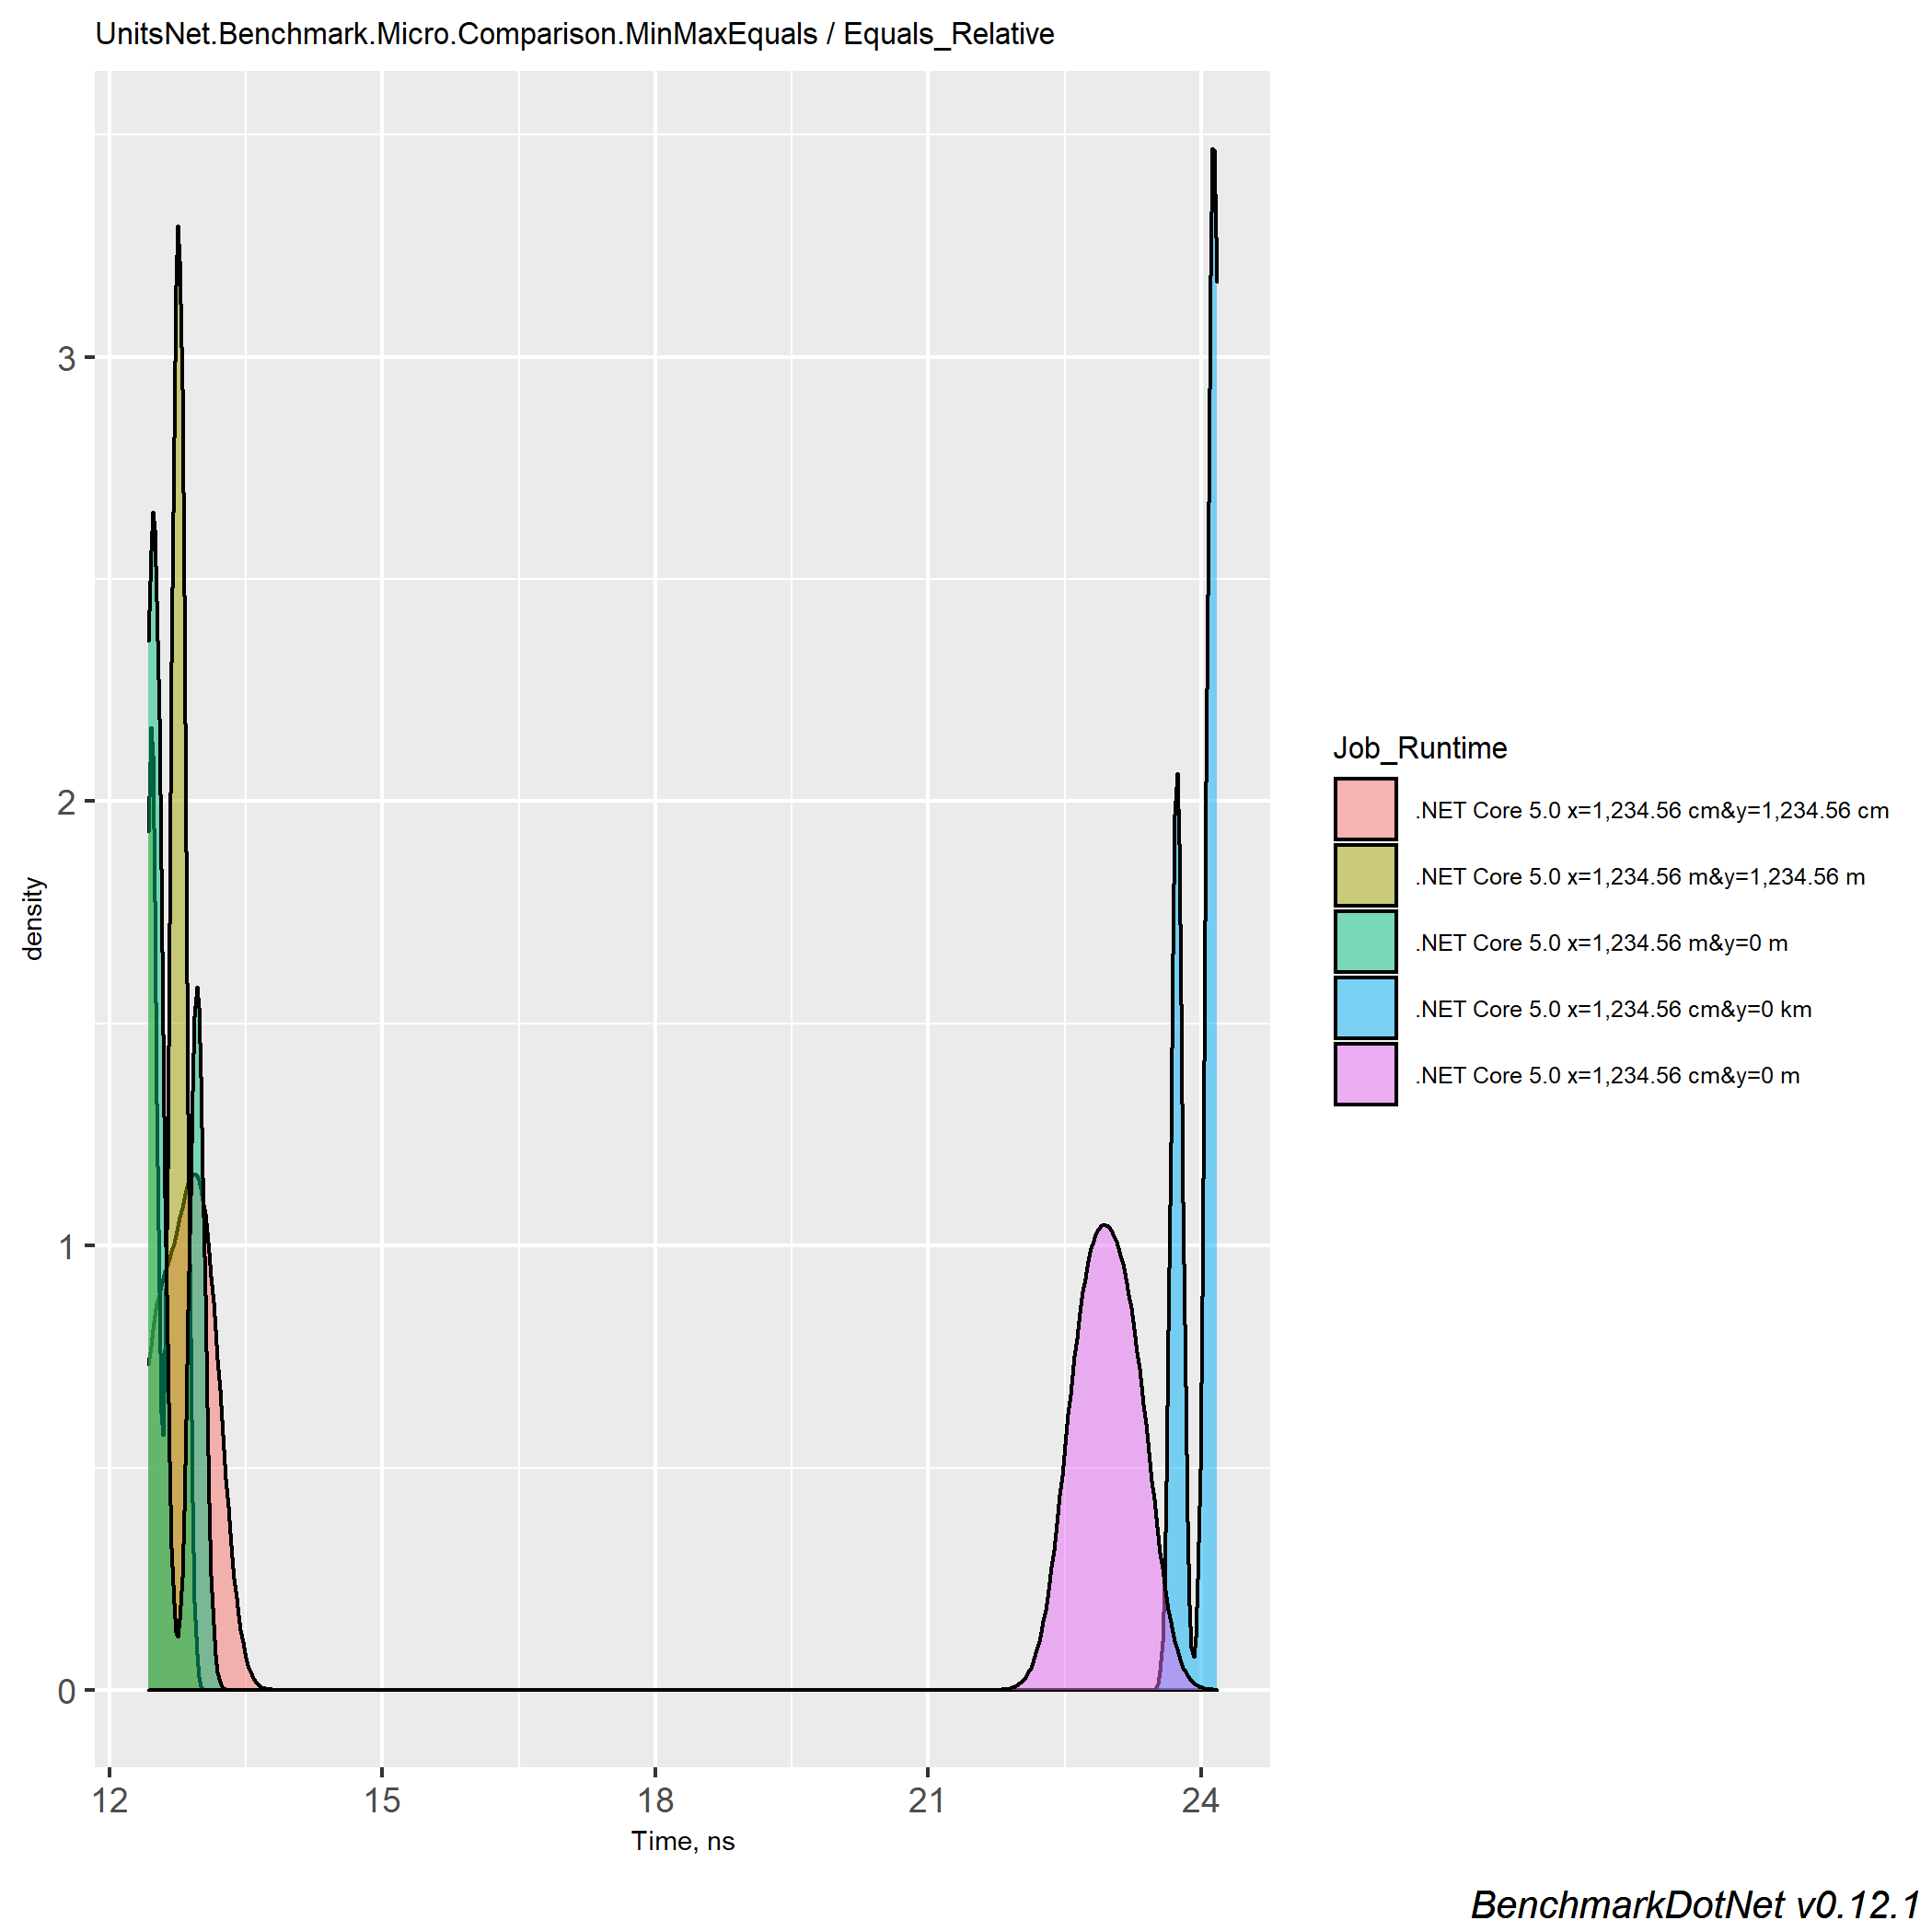 UnitsNet.Benchmark.Micro.Comparison.MinMaxEquals / Equals_Relative
3
2
1
0
density
12 15 18 21 24
Time, ns
Job_Runtime
.NET Core 5.0 x=1,234.56 cm&y=1,234.56 cm
.NET Core 5.0 x=1,234.56 m&y=1,234.56 m
.NET Core 5.0 x=1,234.56 m&y=0 m
.NET Core 5.0 x=1,234.56 cm&y=0 km
.NET Core 5.0 x=1,234.56 cm&y=0 m
BenchmarkDotNet v0.12.1